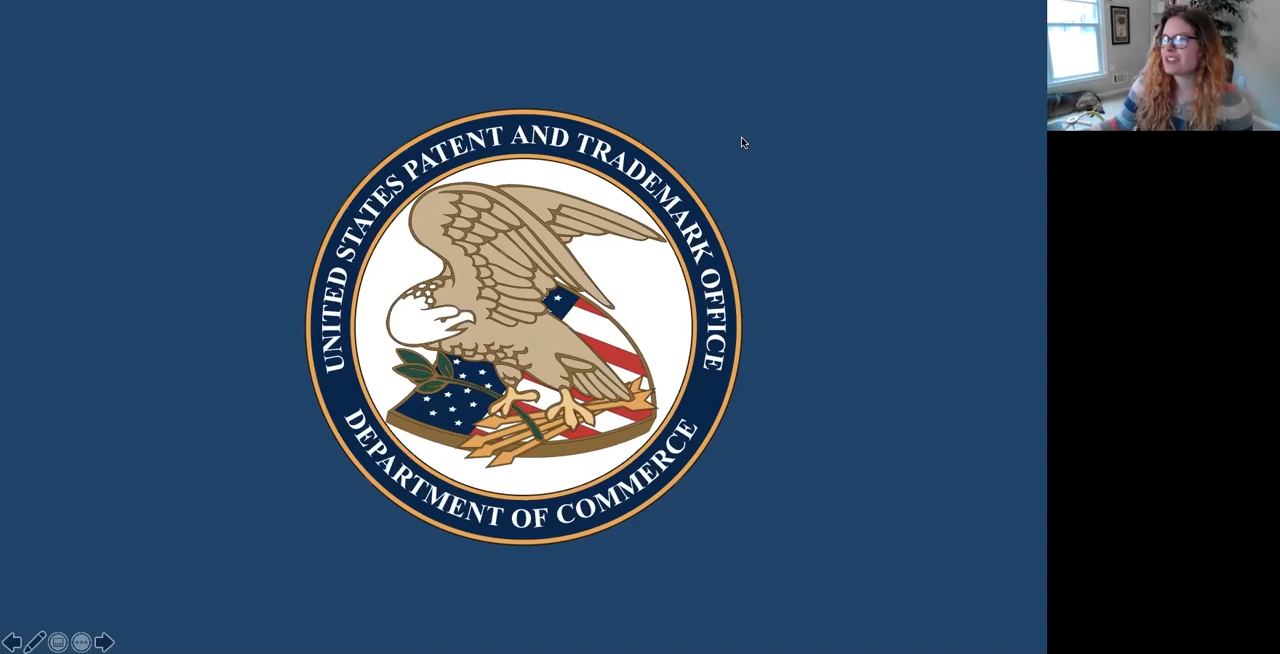 UNITED STATES PATENT AND TRADEMARK OFFICE
DEPARTMENT OF COMMERCE